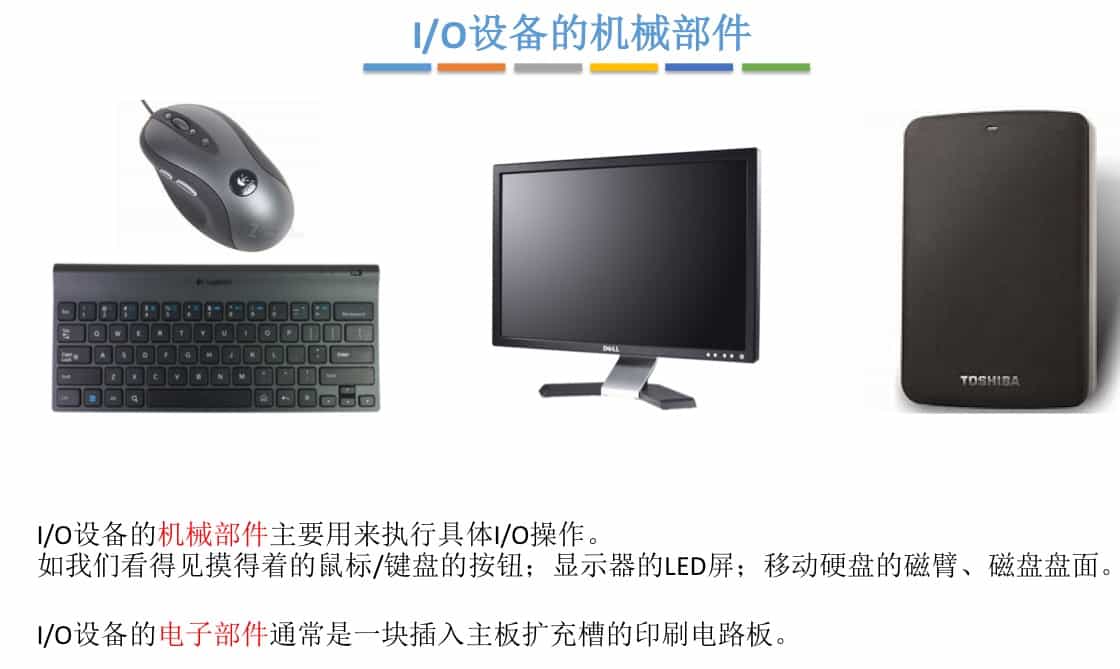 I/O设备的机械部件
DELL
TOSHIBA
I/O设备的机械部件主要用来执行具体I/O操作。
如我们看得见摸得着的鼠标/键盘的按钮；显示器的LED屏；移动硬盘的磁臂、磁盘盘面。
I/O设备的电子部件通常是一块插入主板扩充槽的印刷电路板。